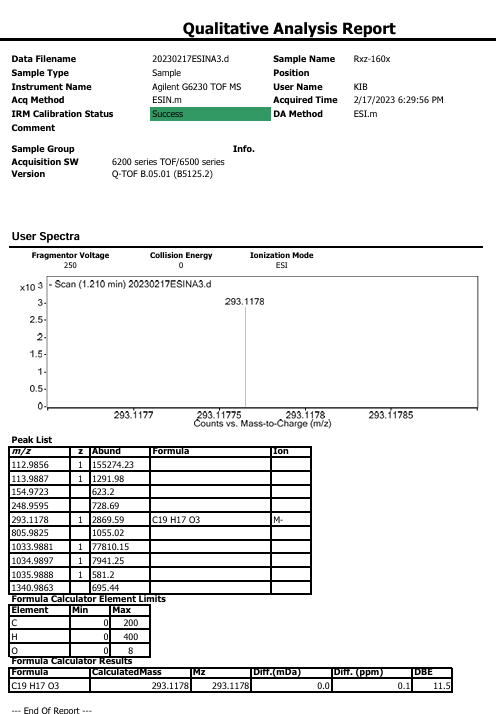 Qualitative Analysis Report
Data Filename 20230217ESINA3.d Sample Name Rxz-160x
Sample Type Sample Position
Instrument Name Agilent G6230 TOF MS User Name KIB
Acq Method ESIN.m Acquired Time 2/17/2023 6:29:56 PM
IRM Calibration Status Success DA Method ESI.m
Comment
Sample Group Info.
Acquisition SW 6200 series TOF/6500 series
Version Q-TOF B.05.01 (B5125.2)
User Spectra
Fragmentor Voltage Collision Energy Ionization Mode
250 0 ESI
x10 3 - Scan (1.210 min) 20230217ESINA3.d
3 293.1178
2.5
2
1.5
1
0.5
0
293.1177 293.11775 293.1178 293.11785
Counts vs. Mass-to-Charge (m/z)
Peak List
m/z z Abund Formula Ion
112.9856 1 155274.23
113.9887 1 1291.98
154.9723 623.2
248.9595 728.69
293.1178 1 2869.59 C19 H17 O3 M-
805.9825 1055.02
1033.9881 1 77810.15
1034.9897 1 7941.25
1035.9888 1 581.2
1340.9863 695.44
Formula Calculator Element Limits
Element Min Max
C 0 200
H 0 400
O 0 8
Formula Calculator Results
Formula CalculatedMass Mz Diff.(mDa) Diff. (ppm) DBE
C19 H17 O3 293.1178 293.1178 0.0 0.1 11.5
--- End Of Report ---